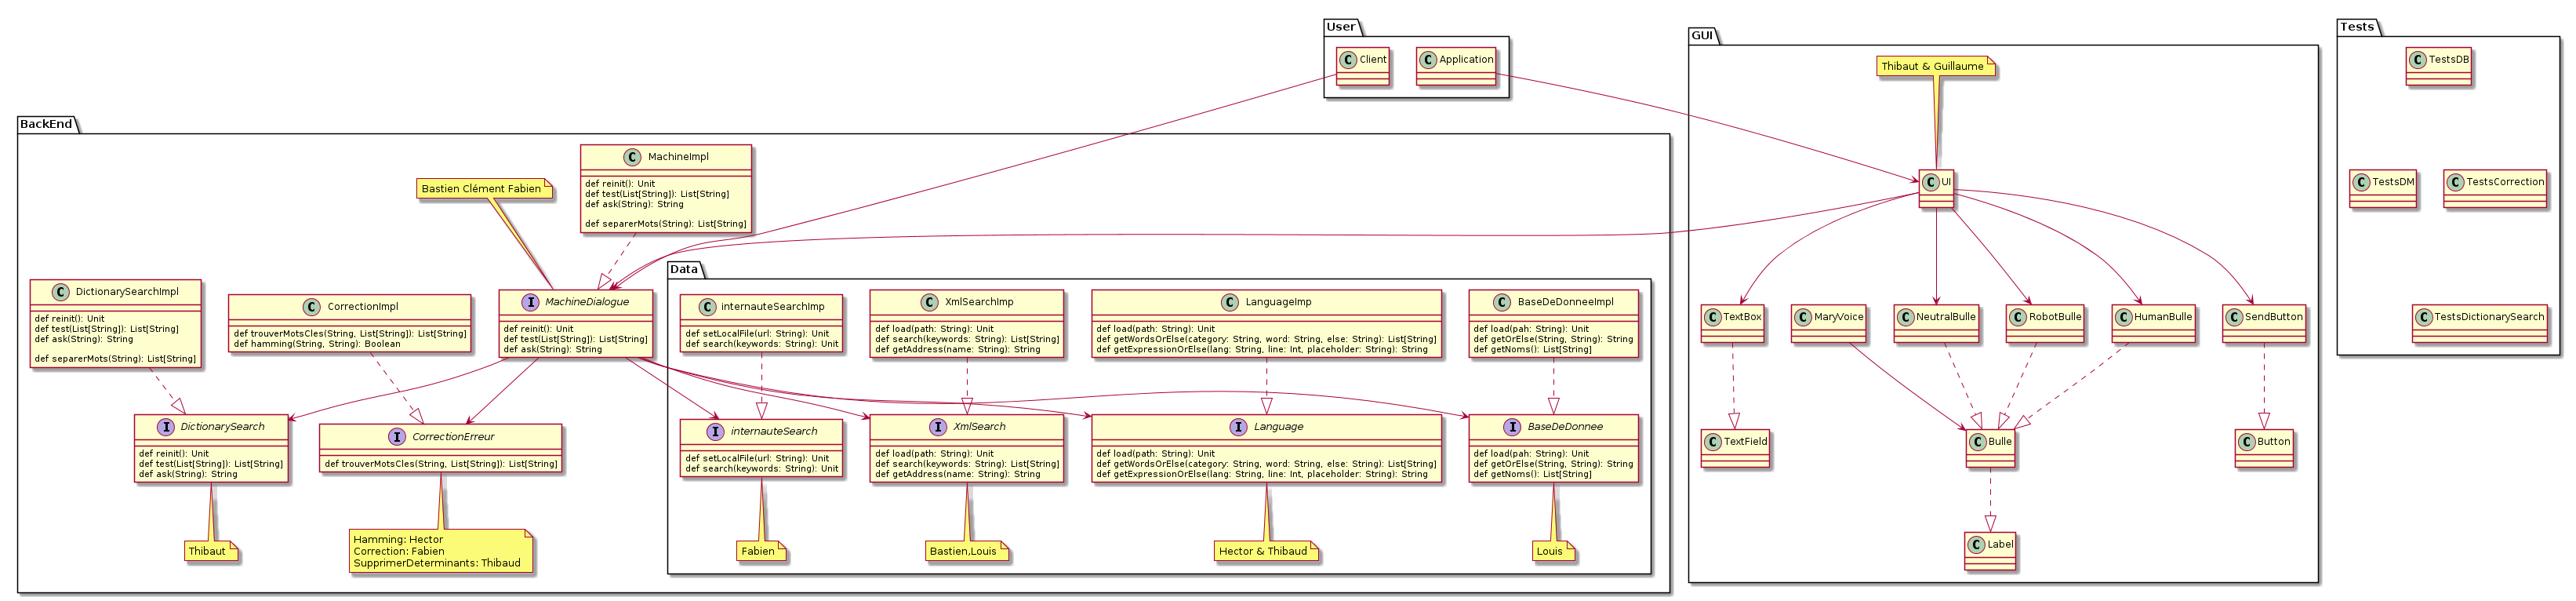 User
C Client
C Application
GUI
Thibaut & Guillaume
C UI
C TextBox
C MaryVoice
C NeutralBulle
C RobotBulle
C HumanBulle
C SendButton
C TextField
C Bulle
C Button
C Label
Tests
C TestsDB
C TestsDM
C TestsCorrection
C TestsDictionarySearch
BackEnd
C MachineImpl
def reinit(): Unit
def test(List[String]): List[String]
def ask(String): String
def separerMots(String): List[String]
Bastien Clément Fabien
C DictionarySearchImpl
def reinit(): Unit
def test(List[String]): List[String]
def ask(String): String
def separerMots(String): List[String]
C CorrectionImpl
def trouverMotsCles(String, List[String]): List[String]
def hamming(String, String): Boolean
I MachineDialogue
def reinit(): Unit
def test(List[String]): List[String]
def ask(String): String
Data
C internauteSearchImp
def setLocalFile(url: String): Unit
def search(keywords: String): Unit
C XmlSearchImp
def load(path: String): Unit
def search(keywords: String): List[String]
def getAddress(name: String): String
C LanguageImp
def load(path: String): Unit
def getWordsOrElse(category: String, word: String, else: String): List[String]
def getExpressionOrElse(lang: String, line: Int, placeholder: String): String
C BaseDeDonneeImpl
def load(pah: String): Unit
def getOrElse(String, String): String
def getNoms(): List[String]
I DictionarySearch
def reinit(): Unit
def test(List[String]): List[String]
def ask(String): String
I CorrectionErreur
def trouverMotsCles(String, List[String]): List[String]
I internauteSearch
def setLocalFile(url: String): Unit
def search(keywords: String): Unit
I XmlSearch
def load(path: String): Unit
def search(keywords: String): List[String]
def getAddress(name: String): String
I Language
def load(path: String): Unit
def getWordsOrElse(category: String, word: String, else: String): List[String]
def getExpressionOrElse(lang: String, line: Int, placeholder: String): String
I BaseDeDonnee
def load(pah: String): Unit
def getOrElse(String, String): String
def getNoms(): List[String]
Thibaut
Hamming: Hector
Correction: Fabien
SupprimerDeterminants: Thibaud
Fabien
Bastien,Louis
Hector & Thibaud
Louis